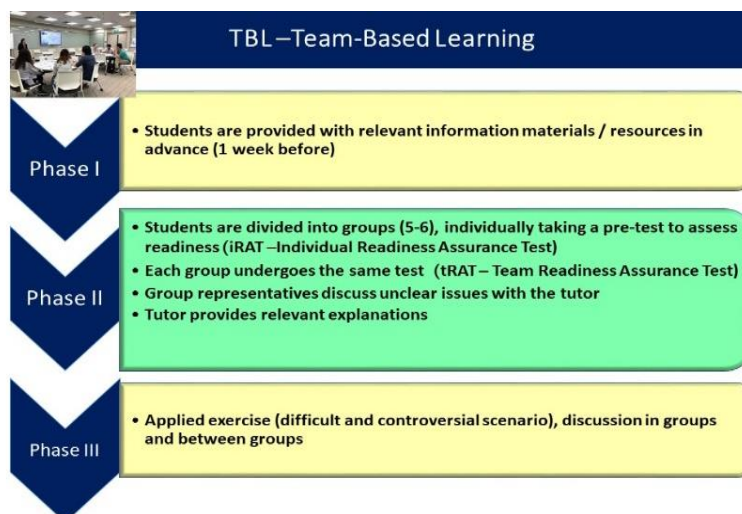 TBL –Team-Based Learning
Phase I
• Students are provided with relevant information materials / resources in
advance (1 week before)
Phase II
• Students are divided into groups (5-6), individually taking a pre-test to assess
readiness (iRAT –Individual Readiness Assurance Test)
• Each group undergoes the same test (tRAT – Team Readiness Assurance Test)
• Group representatives discuss unclear issues with the tutor
• Tutor provides relevant explanations
Phase III
• Applied exercise (difficult and controversial scenario), discussion in groups
and between groups